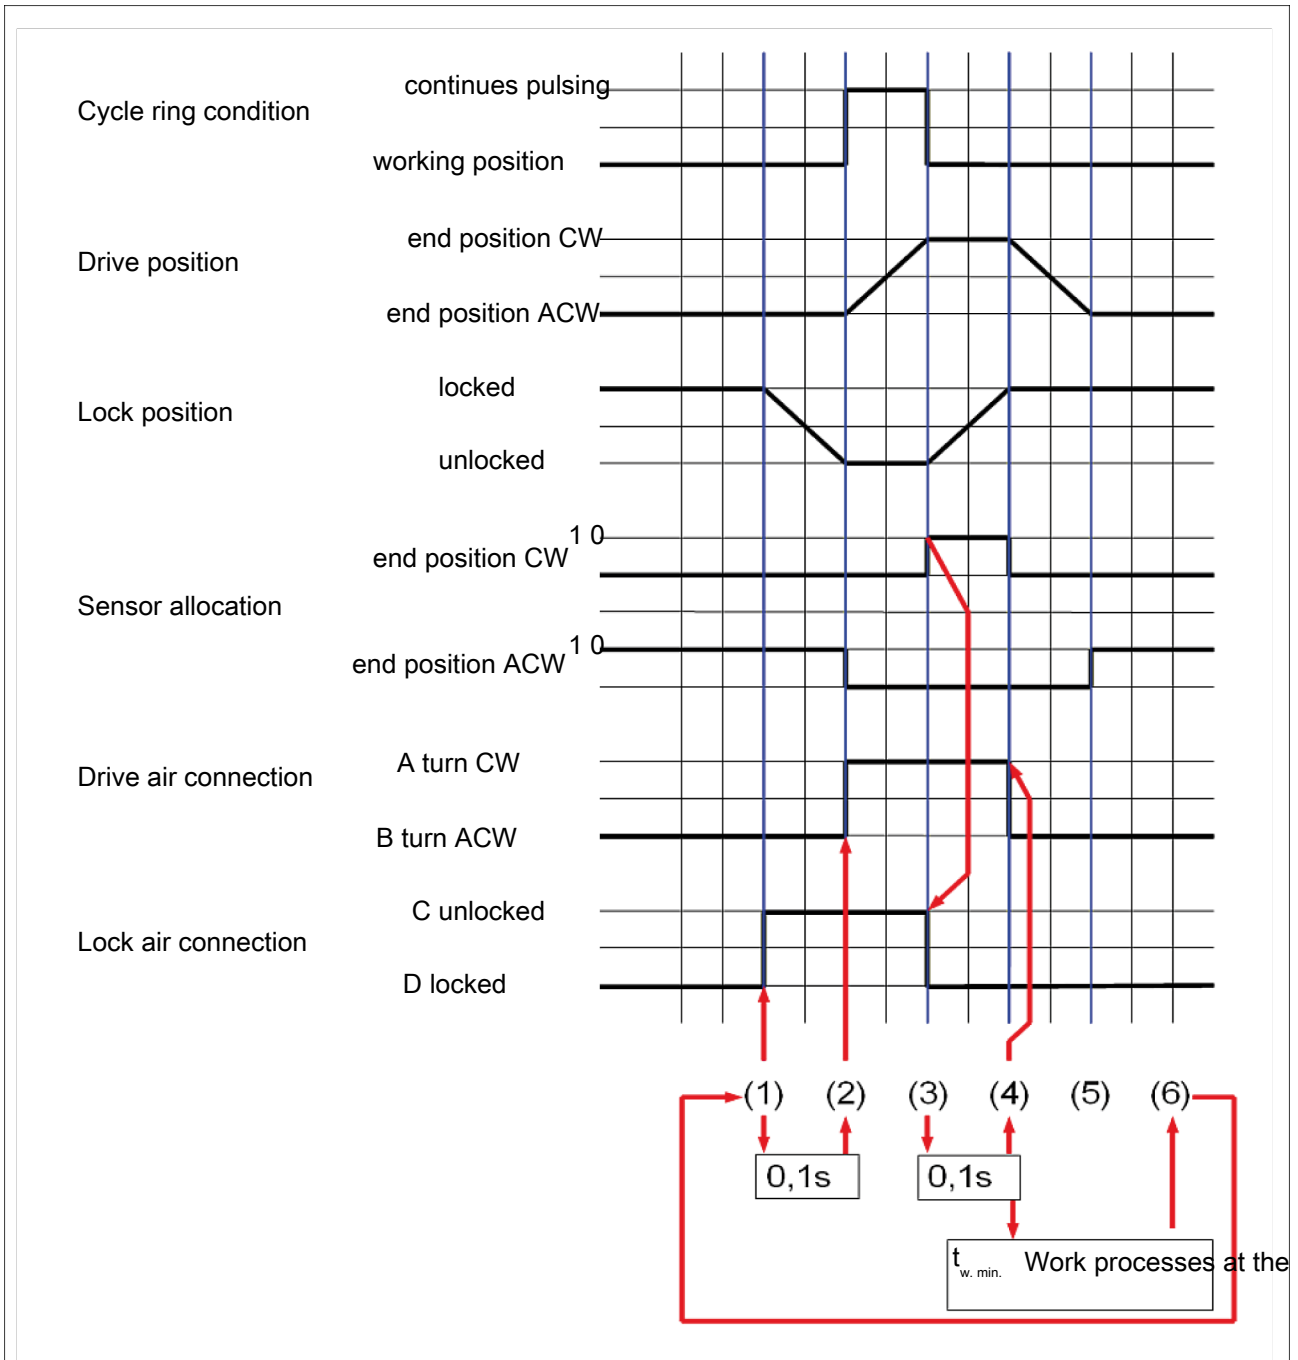 continues pulsing
Cycle ring condition
working position
end position CW
Drive position
end position ACW
locked
Lock position
unlocked
1 0
end position CW
Sensor allocation
1 0
end position ACW
A turn CW
Drive air connection
B turn ACW
C unlocked
Lock air connection
D locked
(1) (2) (3) (4) (5) (6)
0,1s 0,1s
t w. min. Work processes at the